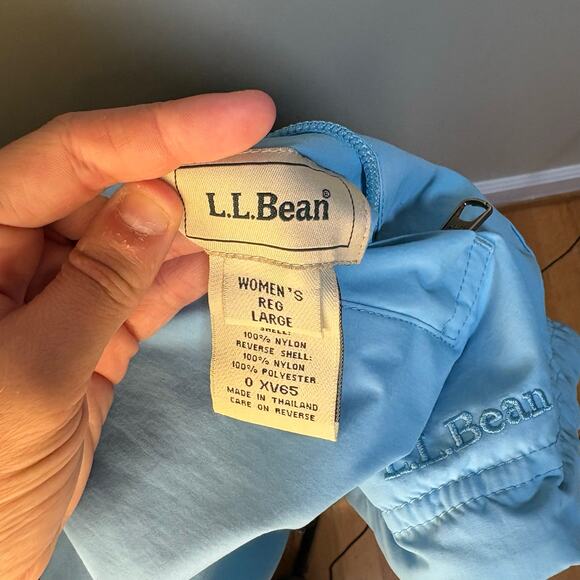 L.L.Bean®
WOMEN'S
REG
LARGE
SHELL:
100% NYLON
REVERSE SHELL:
100% NYLON
100% POLYESTER
0 XV65
MADE IN THAILAND
CARE ON REVERSE
L.L.Bean